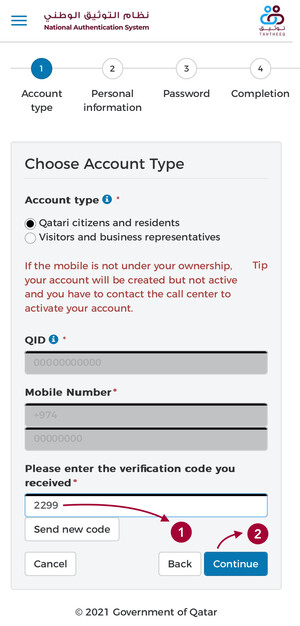 نظام التوثيق الوطني
National Authentication System
توثيق
TAWTHEEQ
1
2
3
4
Account type
Personal information
Password
Completion
Choose Account Type
Account type i *
Qatari citizens and residents
Visitors and business representatives
If the mobile is not under your ownership, Tip
your account will be created but not active
and you have to contact the call center to
activate your account.
QID i *
00000000000
Mobile Number*
+974
00000000
Please enter the verification code you
received*
2299
1
Send new code
2
Cancel
Back
Continue
© 2021 Government of Qatar